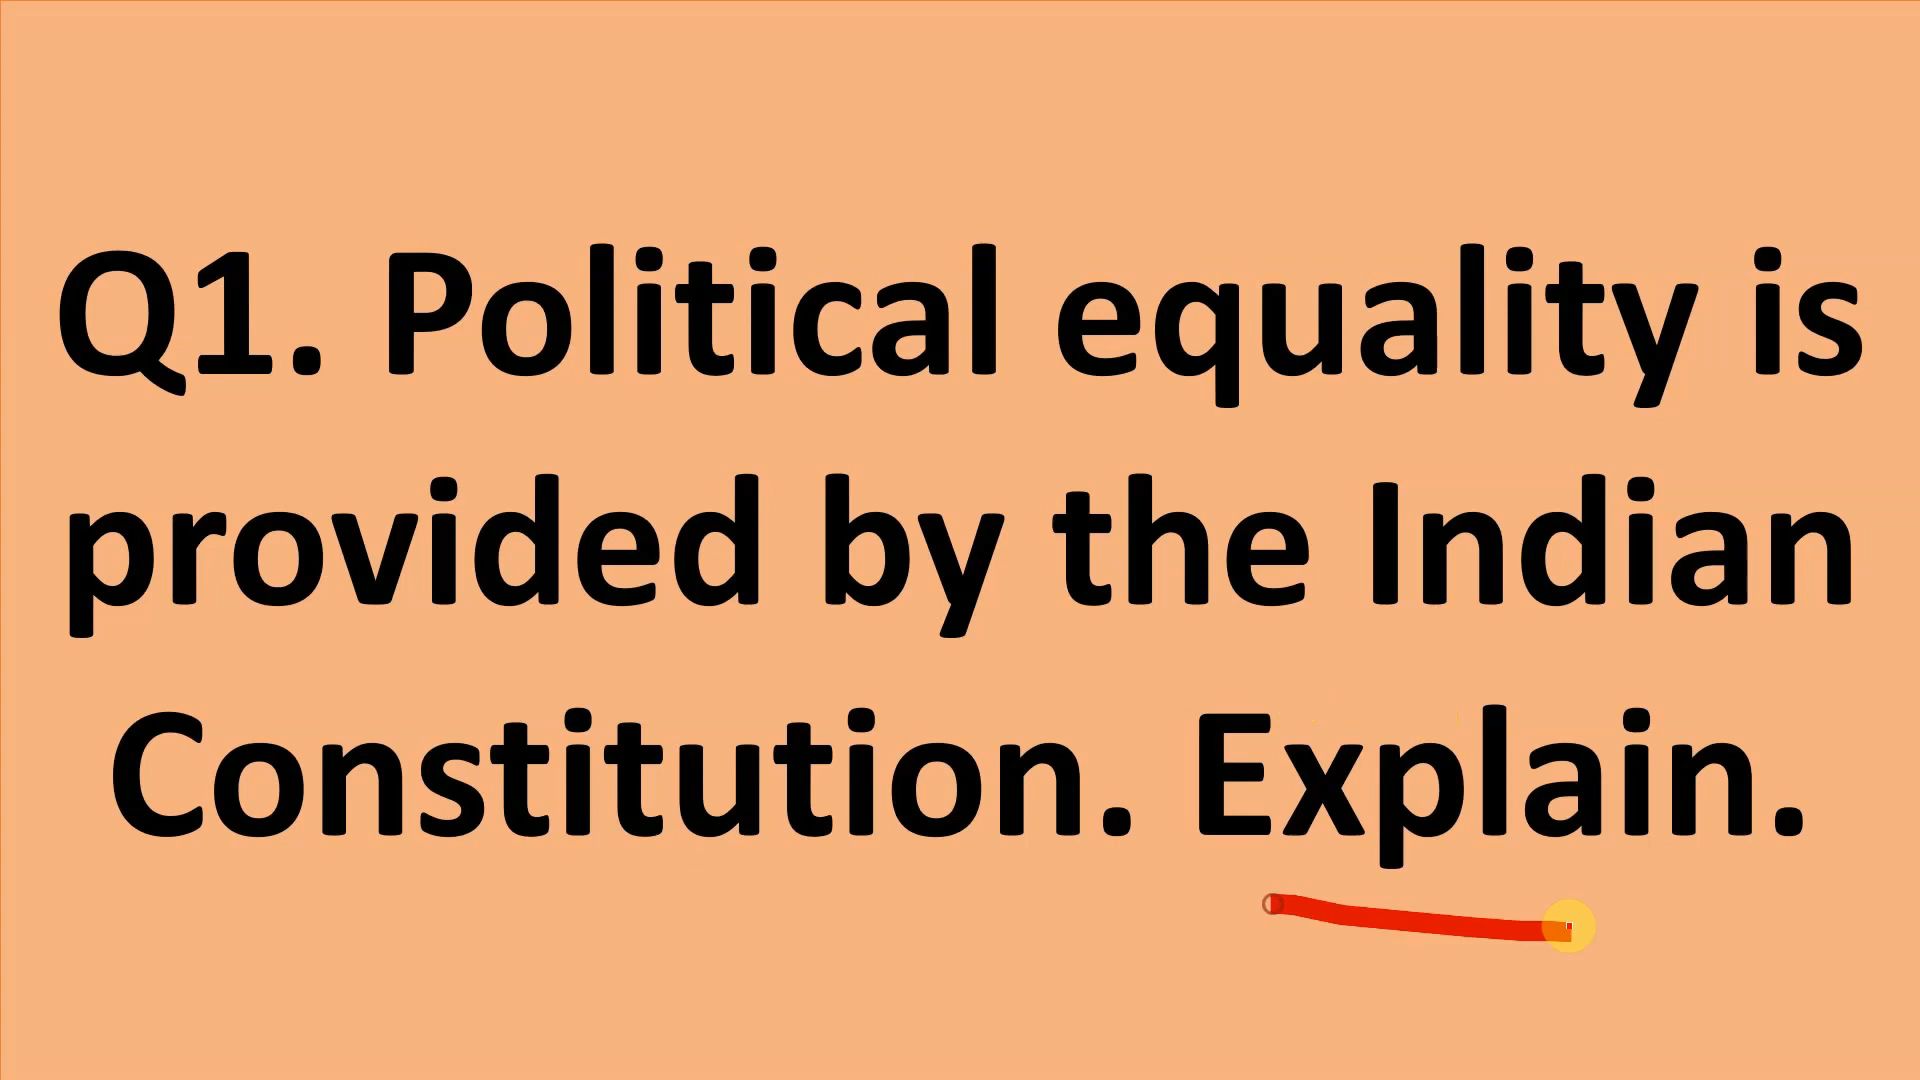 Q1. Political equality is
provided by the Indian
Constitution. Explain.